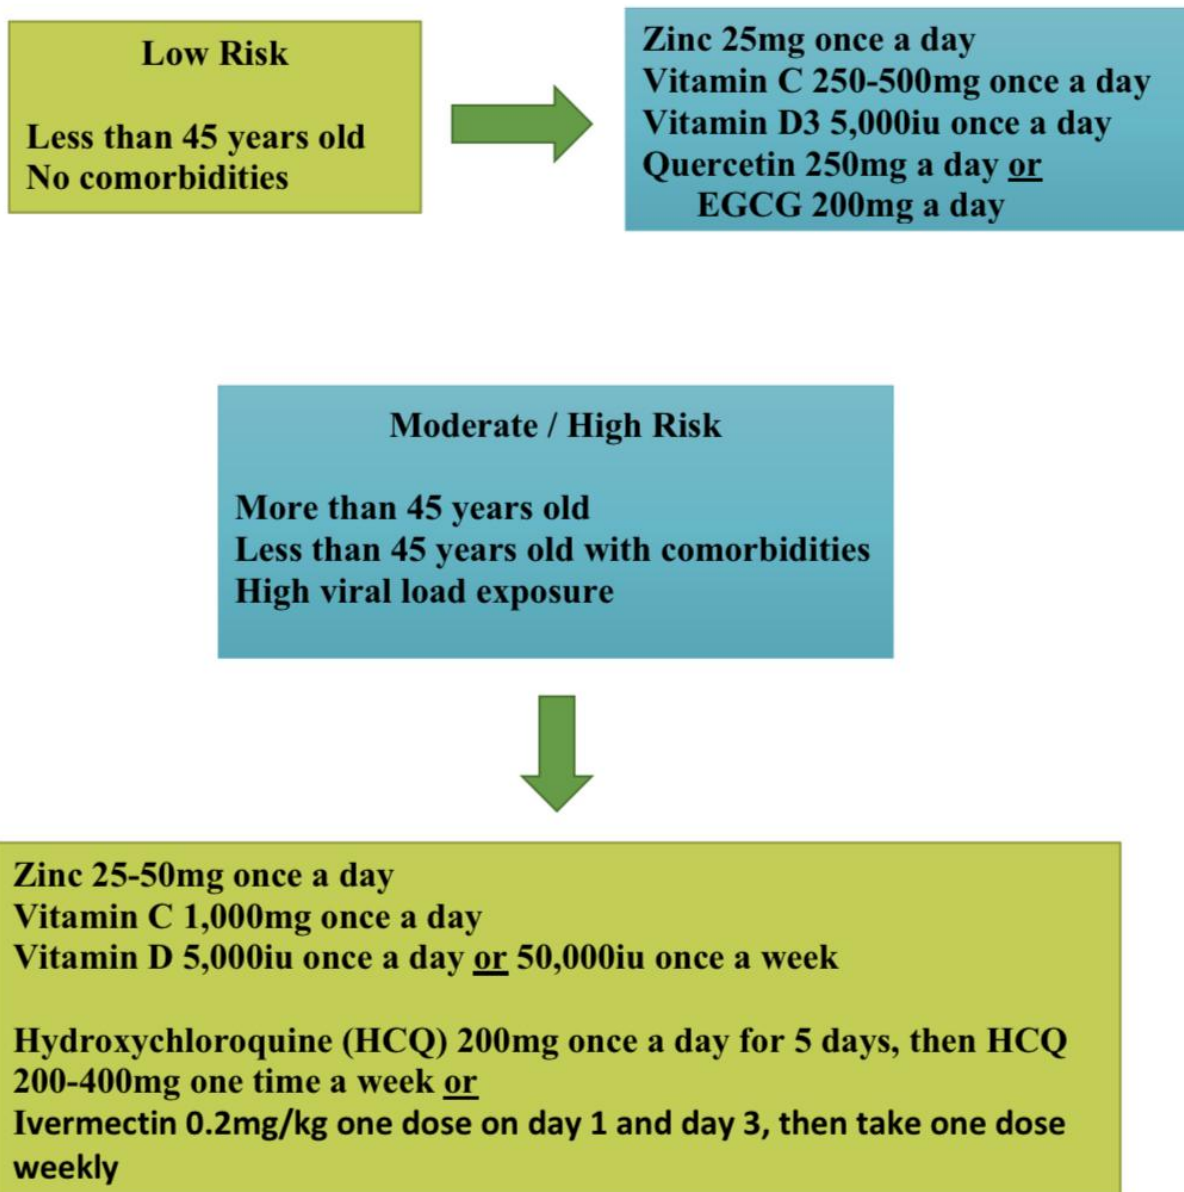 Low Risk
Less than 45 years old
No comorbidities
Zinc 25mg once a day
Vitamin C 250-500mg once a day
Vitamin D3 5,000iu once a day
Quercetin 250mg a day or
EGCG 200mg a day
Moderate / High Risk
More than 45 years old
Less than 45 years old with comorbidities
High viral load exposure
Zinc 25-50mg once a day
Vitamin C 1,000mg once a day
Vitamin D 5,000iu once a day or 50,000iu once a week
Hydroxychloroquine (HCQ) 200mg once a day for 5 days, then HCQ
200-400mg one time a week or
Ivermectin 0.2mg/kg one dose on day 1 and day 3, then take one dose
weekly